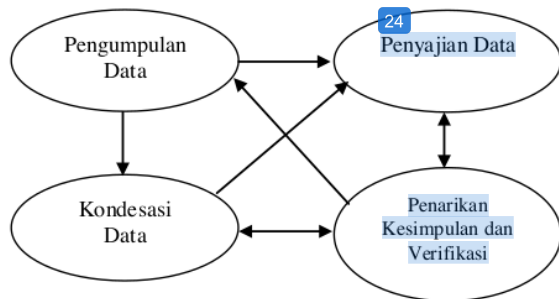 Pengumpulan
Data
24
Penyajian Data
Kondesasi
Data
Penarikan
Kesimpulan dan
Verifikasi